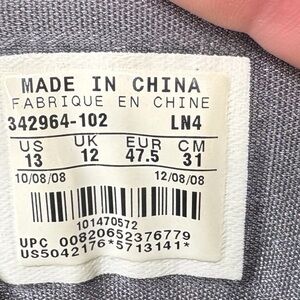 MADE IN CHINA
FABRIQUE EN CHINE
342964-102 LN4
US UK EUR CM
13 12 47.5 31
10/08/08 12/08/08
101470572
UPC 00820652376779
US5042176*5713141*